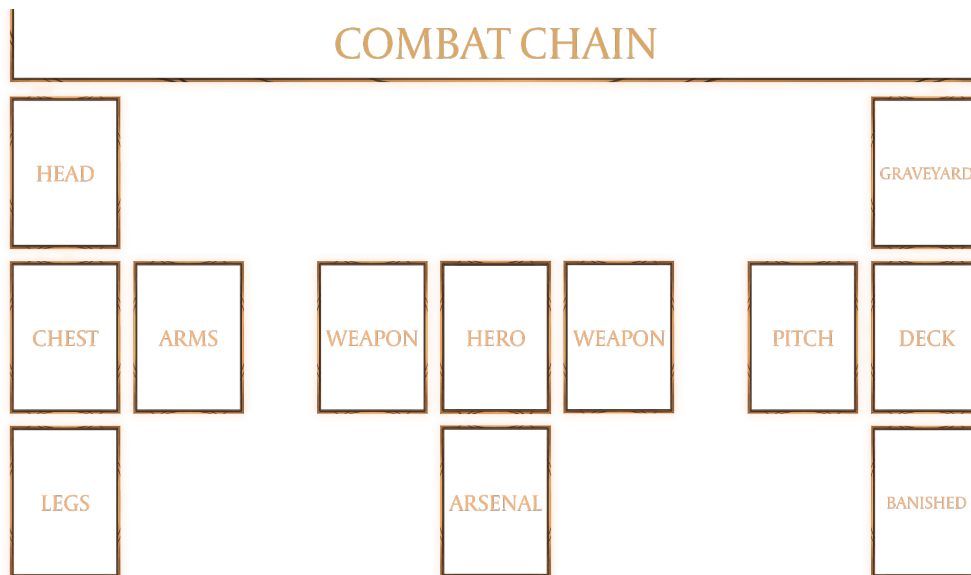 COMBAT CHAIN
HEAD
GRAVEYARD
CHEST
ARMS
WEAPON
HERO
WEAPON
PITCH
DECK
LEGS
ARSENAL
BANISHED